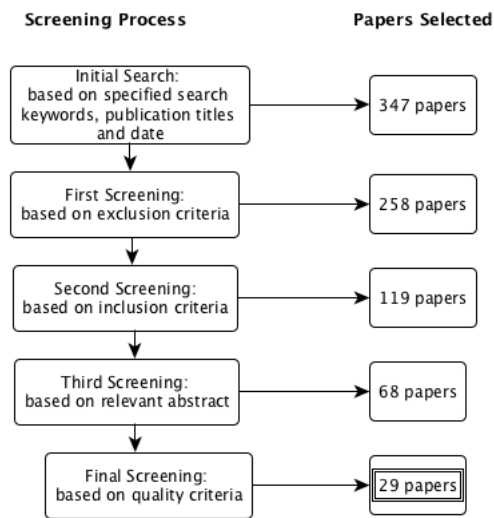 Screening Process
Papers Selected
Initial Search:
based on specified search
keywords, publication titles
and date
347 papers
First Screening:
based on exclusion criteria
258 papers
Second Screening:
based on inclusion criteria
119 papers
Third Screening:
based on relevant abstract
68 papers
Final Screening:
based on quality criteria
29 papers